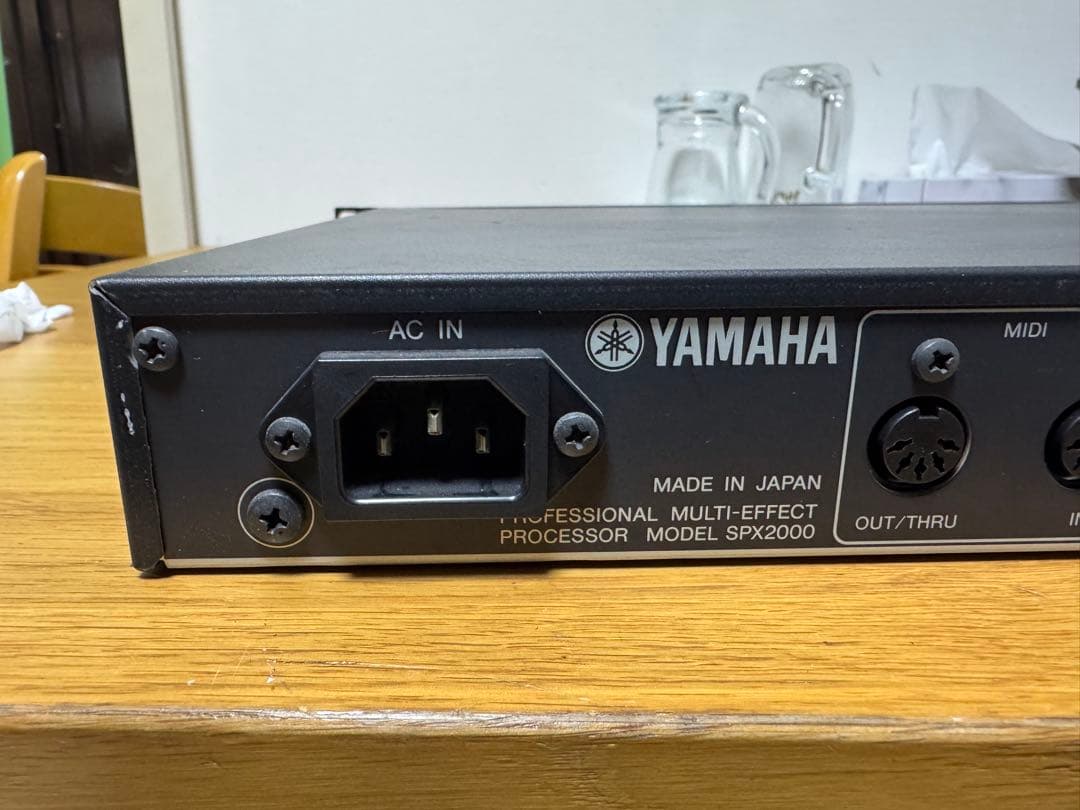 AC IN
YAMAHA
MADE IN JAPAN
PROFESSIONAL MULTI-EFFECT
PROCESSOR MODEL SPX2000
MIDI
OUT/THRU